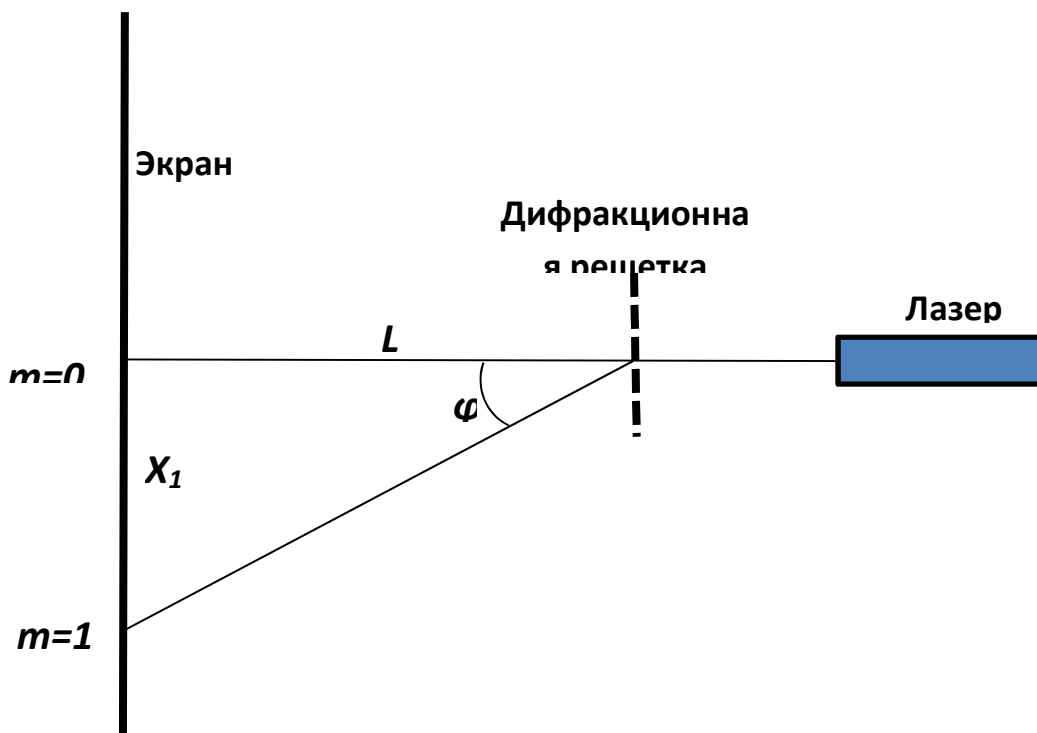 Экран
Дифракционна
я решетка
Лазер
L
m=0
φ
X₁
m=1